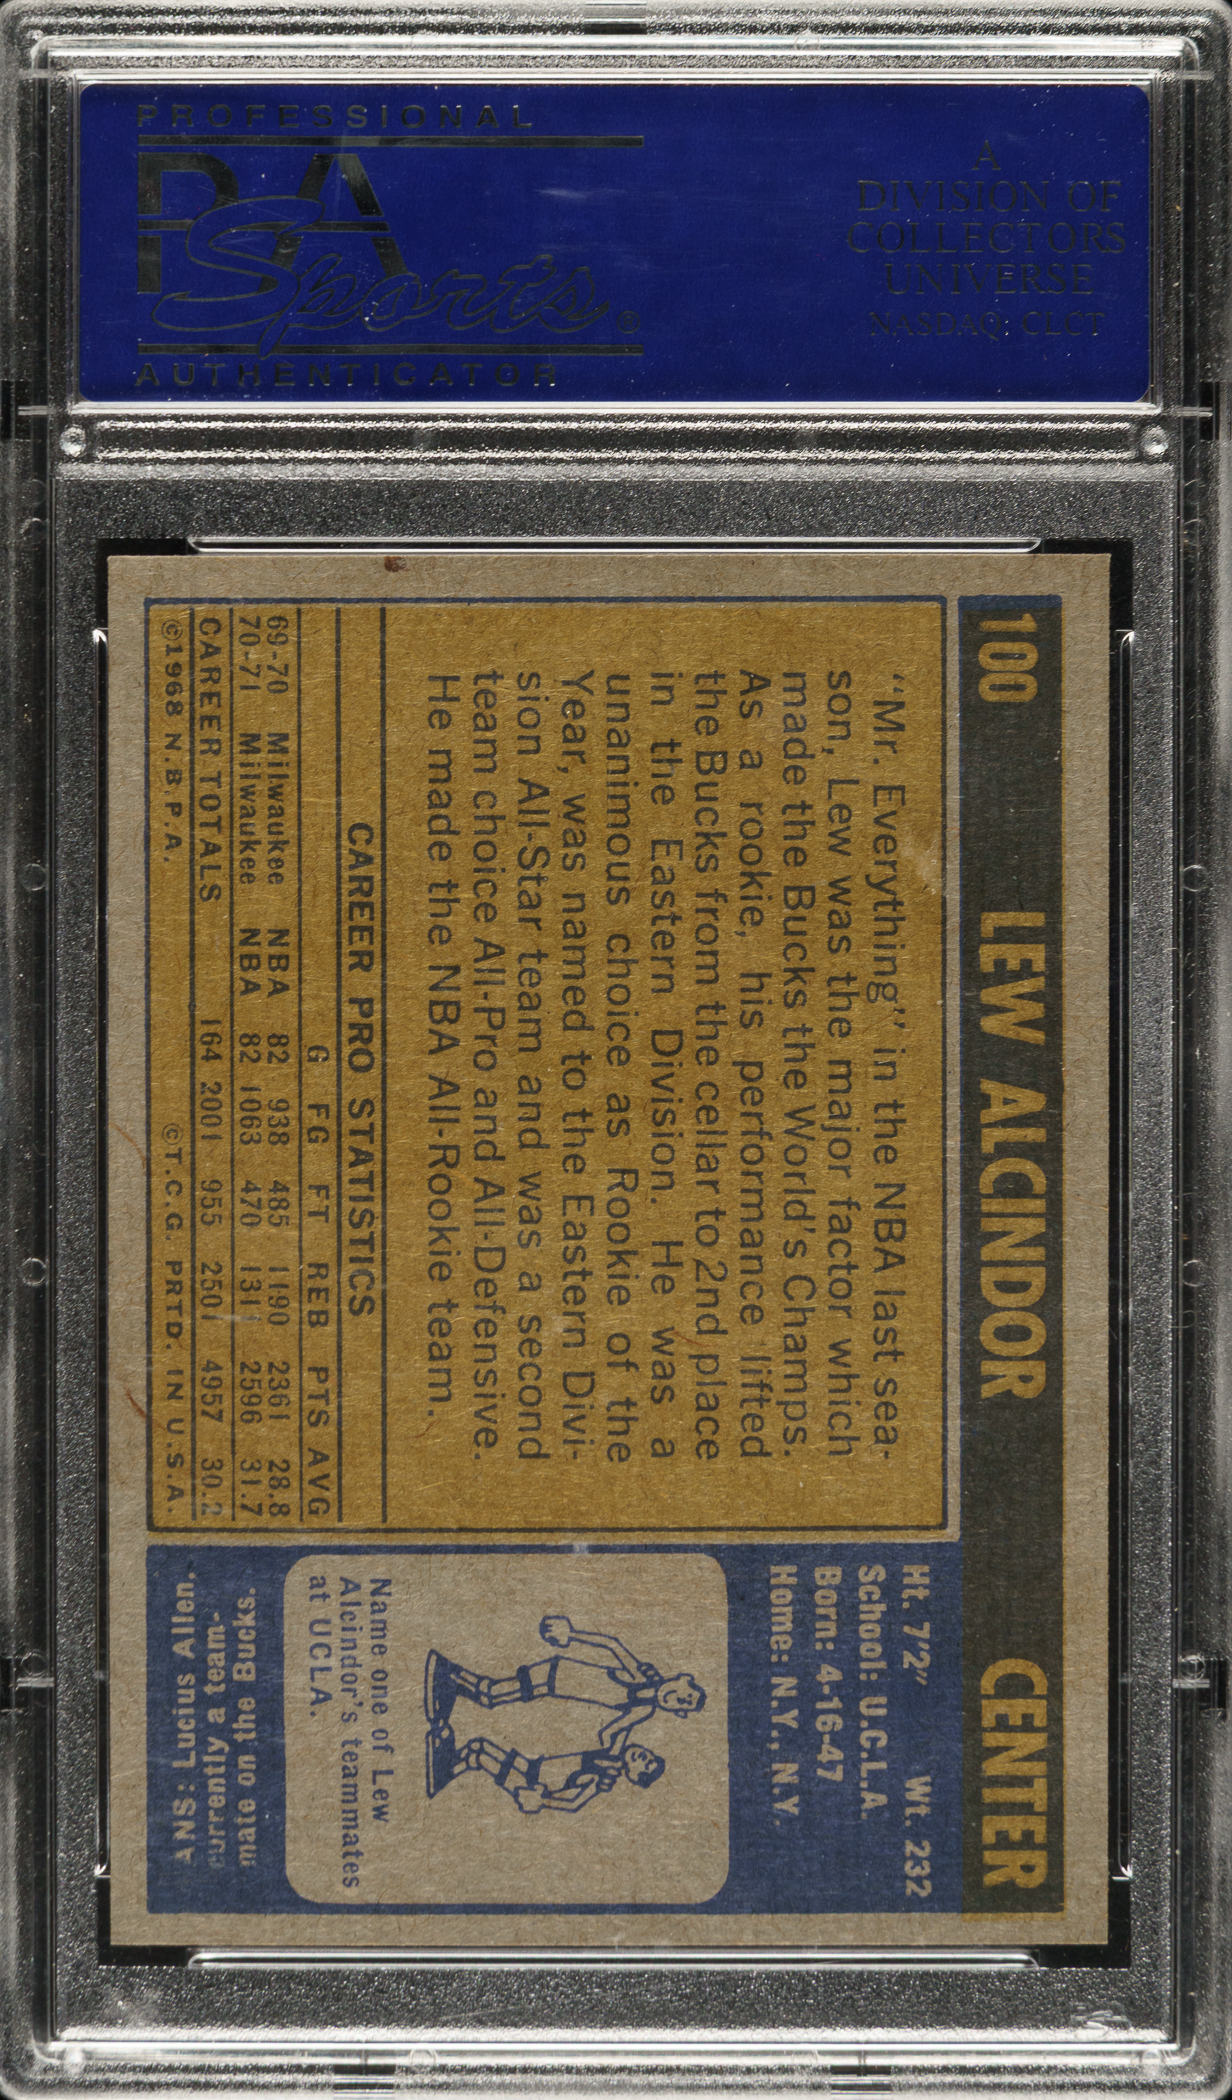 PROFESSIONAL
PSA
Sports®
AUTHENTICATOR
A
DIVISION OF
COLLECTORS
UNIVERSE
NASDAQ: CLCT
100 LEW ALCINDOR CENTER
“Mr. Everything” in the NBA last sea-
son, Lew was the major factor which
made the Bucks the World's Champs.
As a rookie, his performance lifted
the Bucks from the cellar to 2nd place
in the Eastern Division. He was a
unanimous choice as Rookie of the
Year, was named to the Eastern Divi-
sion All-Star team and was a second
team choice All-Pro and All-Defensive.
He made the NBA All-Rookie team.
CAREER PRO STATISTICS
G FG FT REB PTS AVG
69-70 Milwaukee NBA 82 938 485 1190 2361 28.8
70-71 Milwaukee NBA 82 1063 470 1311 2596 31.7
CAREER TOTALS 164 2001 955 2501 4957 30.2
©1968 N.B.P.A. ©T.C.G. PRTD. IN U.S.A.
Ht. 7'2" Wt. 232
School: U.C.L.A.
Born: 4-16-47
Home: N.Y., N.Y.
Name one of Lew
Alcindor's teammates
at UCLA.
ANS: Lucius Allen,
currently a team-
mate on the Bucks.